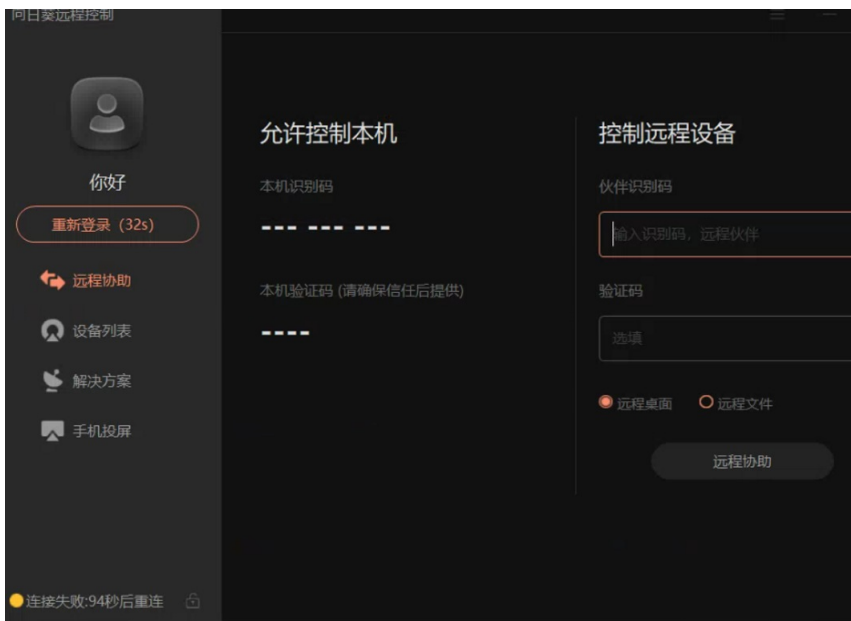 向日葵远程控制
你好
重新登录（32s）
远程协助
设备列表
解决方案
手机投屏
连接失败:94秒后重连
允许控制本机
本机识别码
--- --- ---
本机验证码 (请确保信任后提供)
----
控制远程设备
伙伴识别码
输入识别码，远程伙伴
验证码
选填
远程桌面 远程文件
远程协助